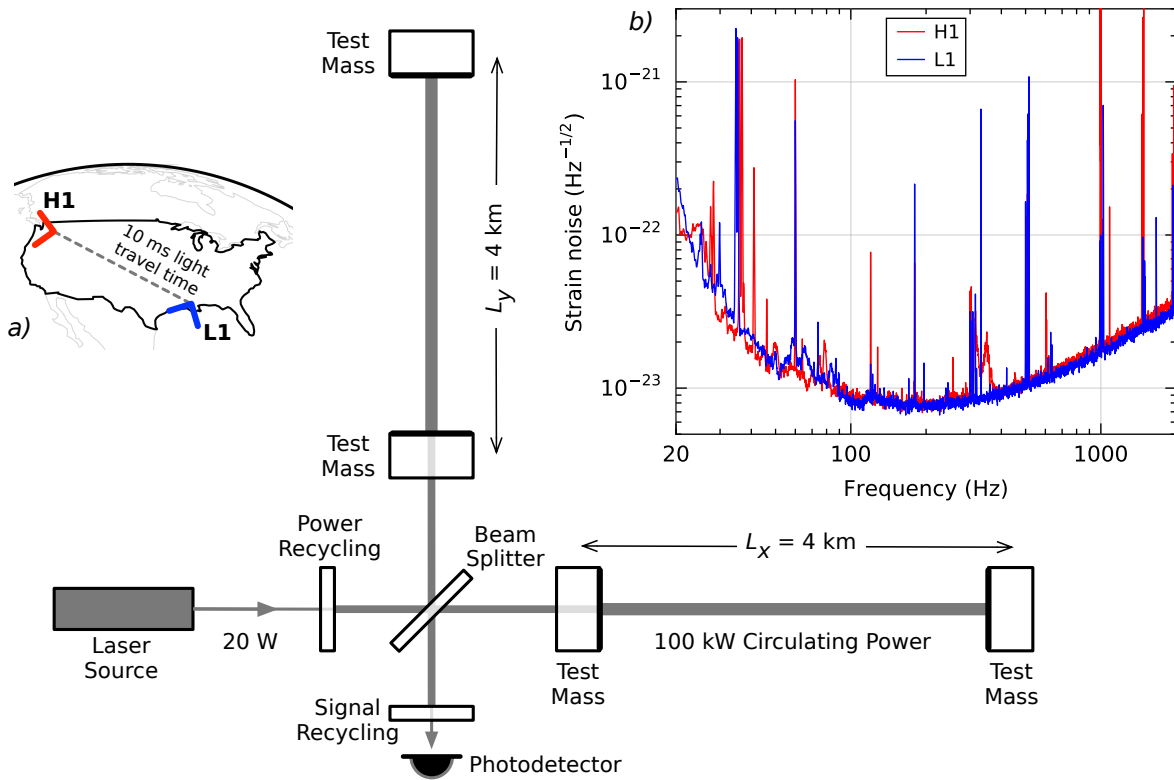 Test
Mass
b)
H1
L1
10⁻²¹
10⁻²²
10⁻²³
Strain noise (Hz⁻¹/²)
20
100
1000
Frequency (Hz)
H1
10 ms light
travel time
L1
a)
Ly = 4 km
Test
Mass
Power
Recycling
Beam
Splitter
Lx = 4 km
Laser
Source
20 W
100 kW Circulating Power
Test
Mass
Test
Mass
Signal
Recycling
Photodetector